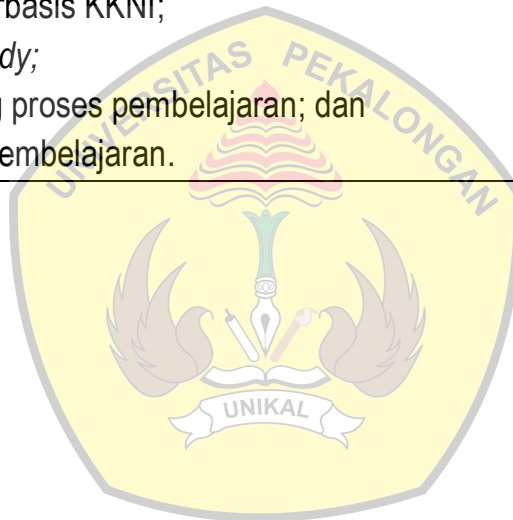 rbasis KKNI;
dy;
g proses pembelajaran; dan
embelajaran.
UNIVERSITAS PEKALONGAN
UNIKAL